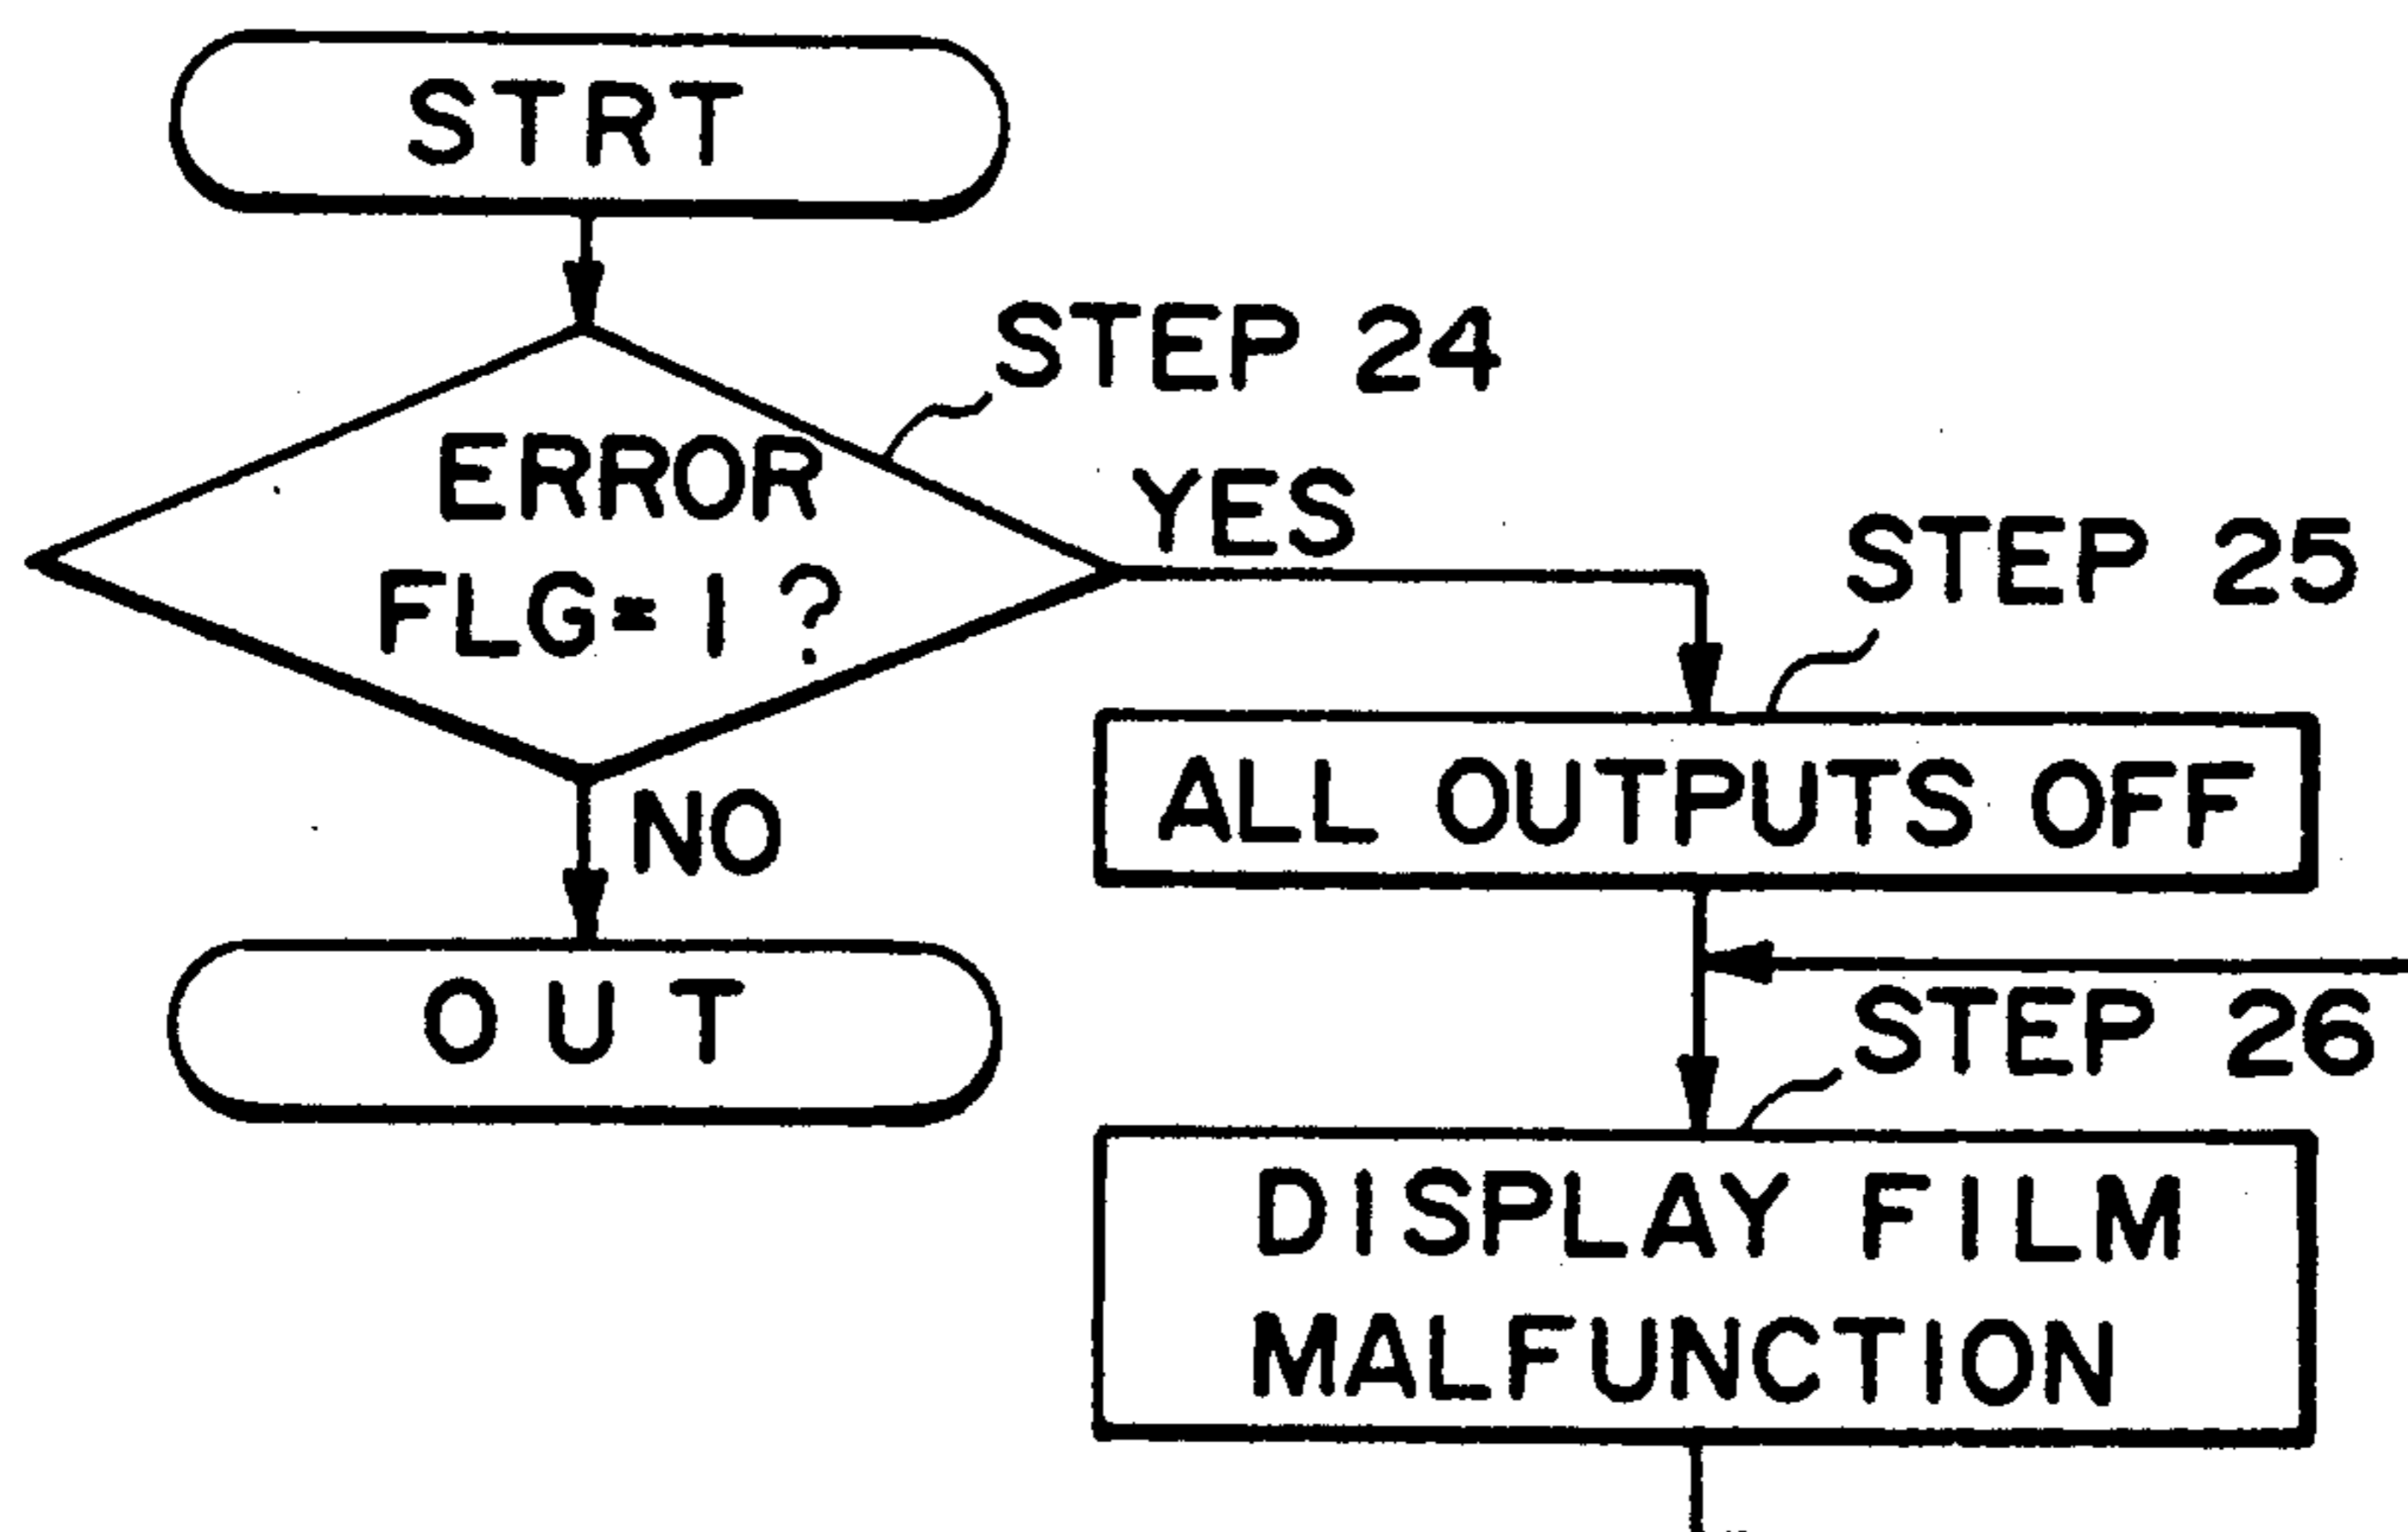 STRT
STEP 24
ERROR
FLG=1?
YES
NO
OUT
STEP 25
ALL OUTPUTS OFF
STEP 26
DISPLAY FILM
MALFUNCTION